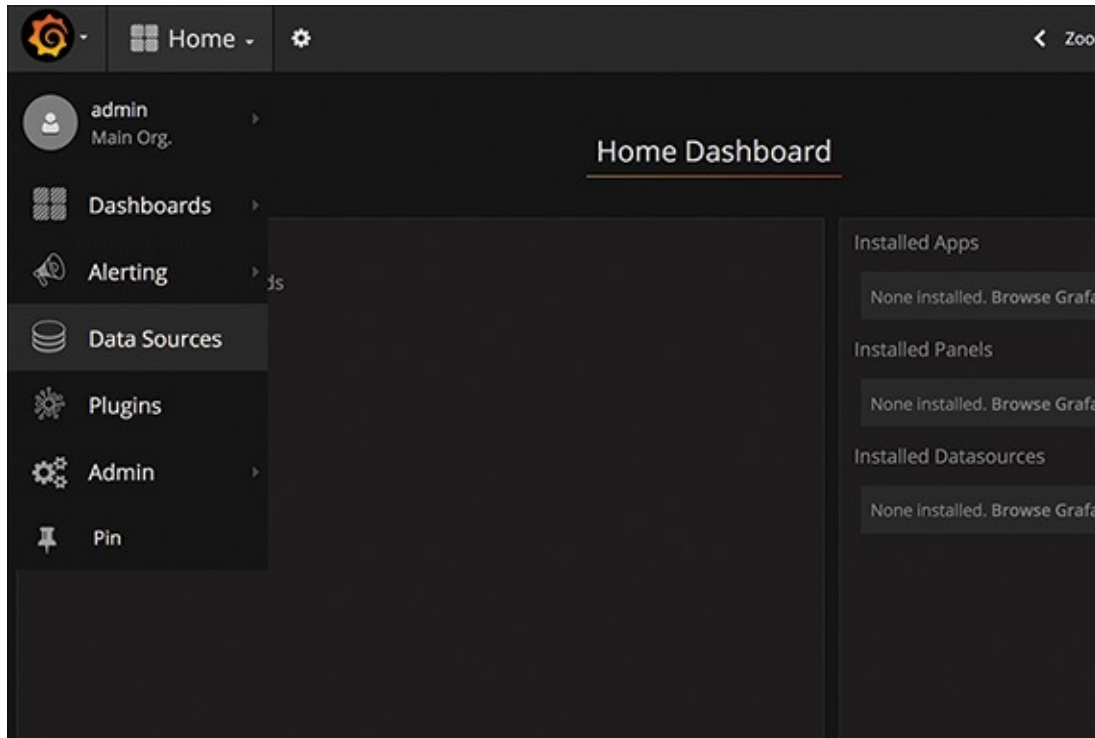 Home
Zoo
admin
Main Org.
Home Dashboard
Dashboards
Installed Apps
Alerting
ds
None installed. Browse Grafa
Data Sources
Installed Panels
Plugins
None installed. Browse Grafa
Installed Datasources
Admin
None installed. Browse Grafa
Pin